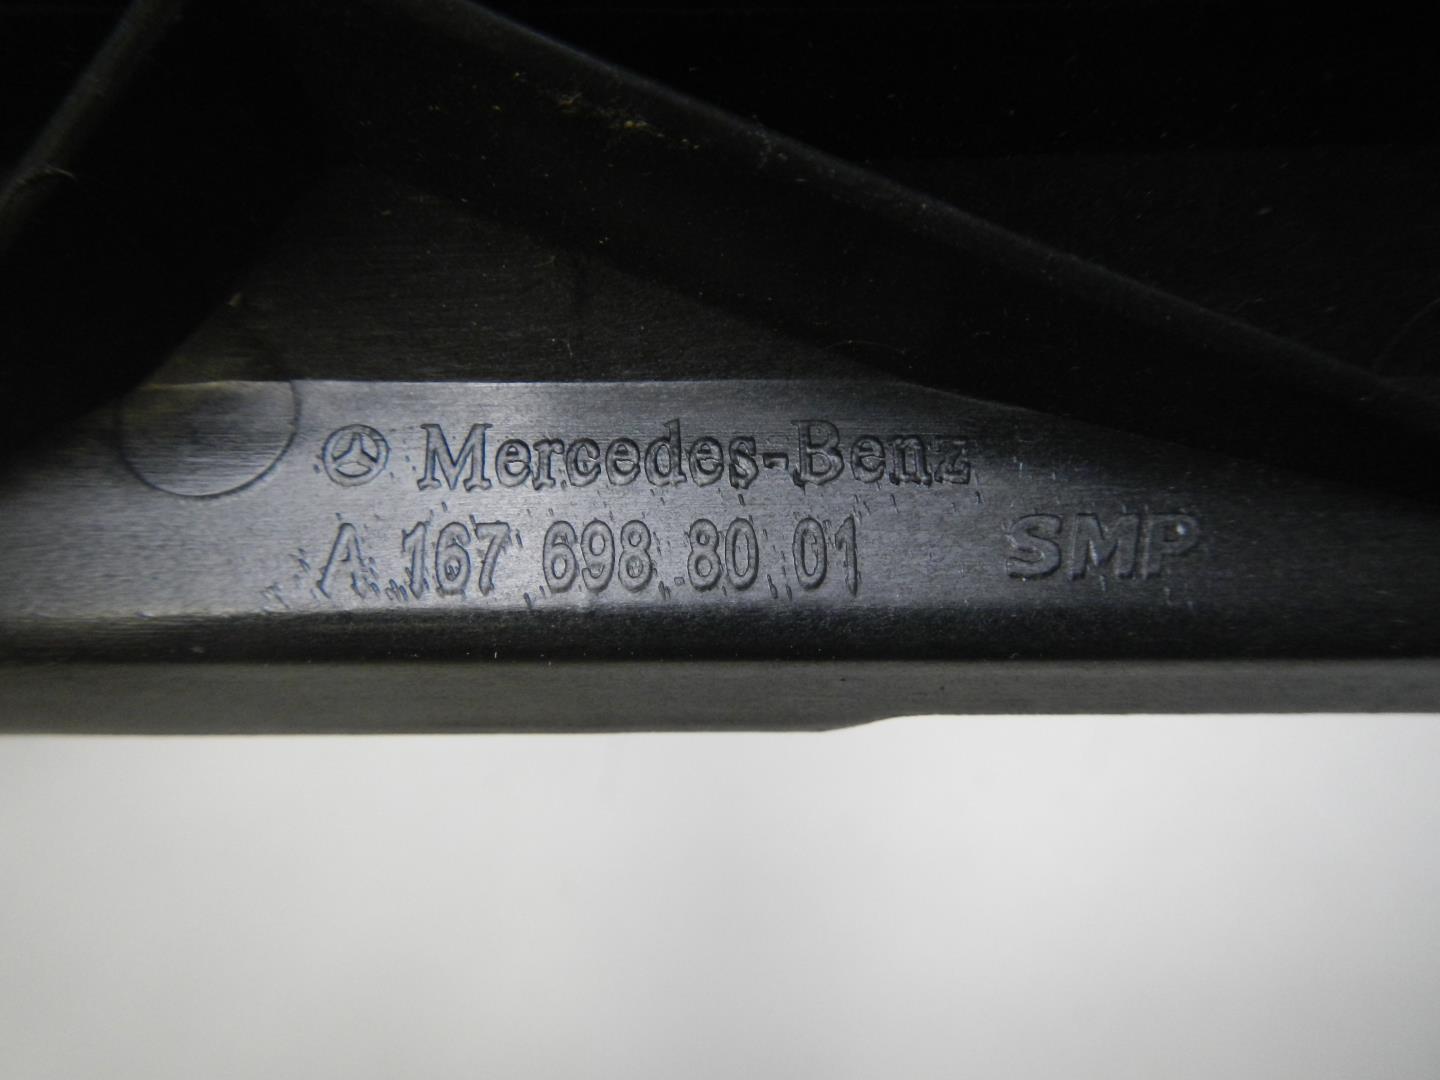 Mercedes-Benz
A 167 698 80 01
SMP